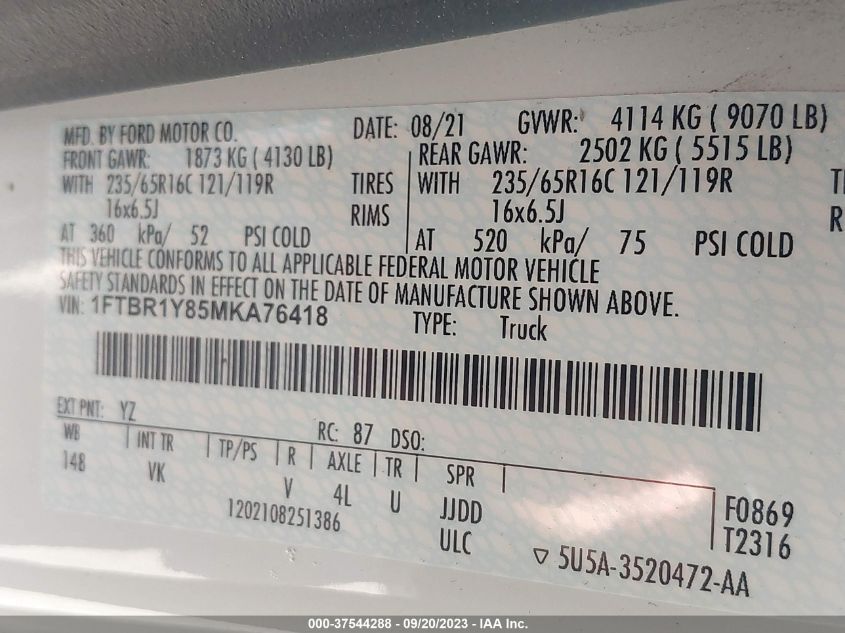 MFD. BY FORD MOTOR CO. DATE: 08/21 GVWR: 4114 KG ( 9070 LB)
FRONT GAWR: 1873 KG ( 4130 LB) REAR GAWR: 2502 KG ( 5515 LB)
WITH 235/65R16C 121/119R TIRES WITH 235/65R16C 121/119R
16x6.5J RIMS 16x6.5J
AT 360 kPa/ 52 PSI COLD AT 520 kPa/ 75 PSI COLD
THIS VEHICLE CONFORMS TO ALL APPLICABLE FEDERAL MOTOR VEHICLE
SAFETY STANDARDS IN EFFECT ON THE DATE OF MANUFACTURE SHOWN ABOVE.
VIN: 1FTBR1Y85MKA76418 TYPE: Truck
EXT PNT: YZ RC: 87 DSO:
WB INT TR TP/PS R AXLE TR SPR
148 VK V 4L U JJDD F0869
1202108251386 ULC T2316
5U5A-3520472-AA
000-37544288 - 09/20/2023 - IAA Inc.